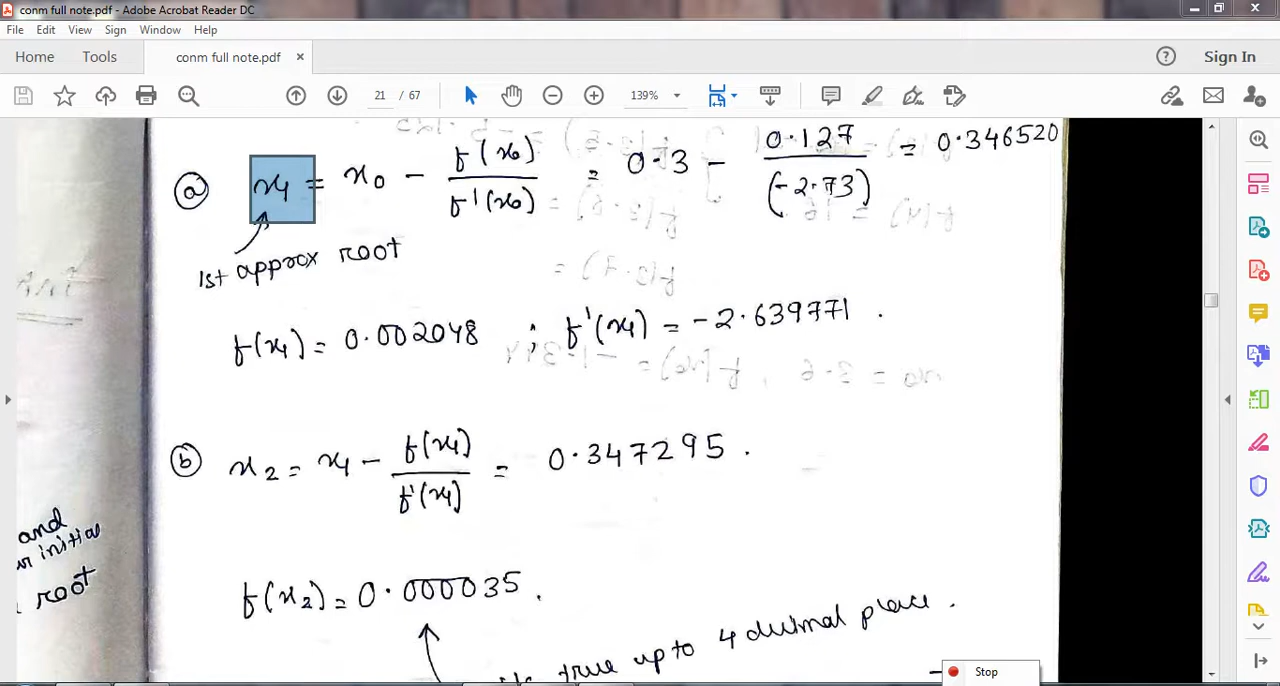 conm full note.pdf - Adobe Acrobat Reader DC
File Edit View Sign Window Help
Home Tools conm full note.pdf × Sign In
21 / 67 139%
(a) x₁ = x₀ - f(x₀)/f'(x₀) = 0.3 - 0.127/(-2.73) = 0.346520
1st approx root
f(x₁) = 0.002048 ; f'(x₁) = -2.639771 .
(b) x₂ = x₁ - f(x₁)/f'(x₁) = 0.347295 .
and
initial
root
f(x₂) = 0.000035 .
true up to 4 decimal place .
Stop